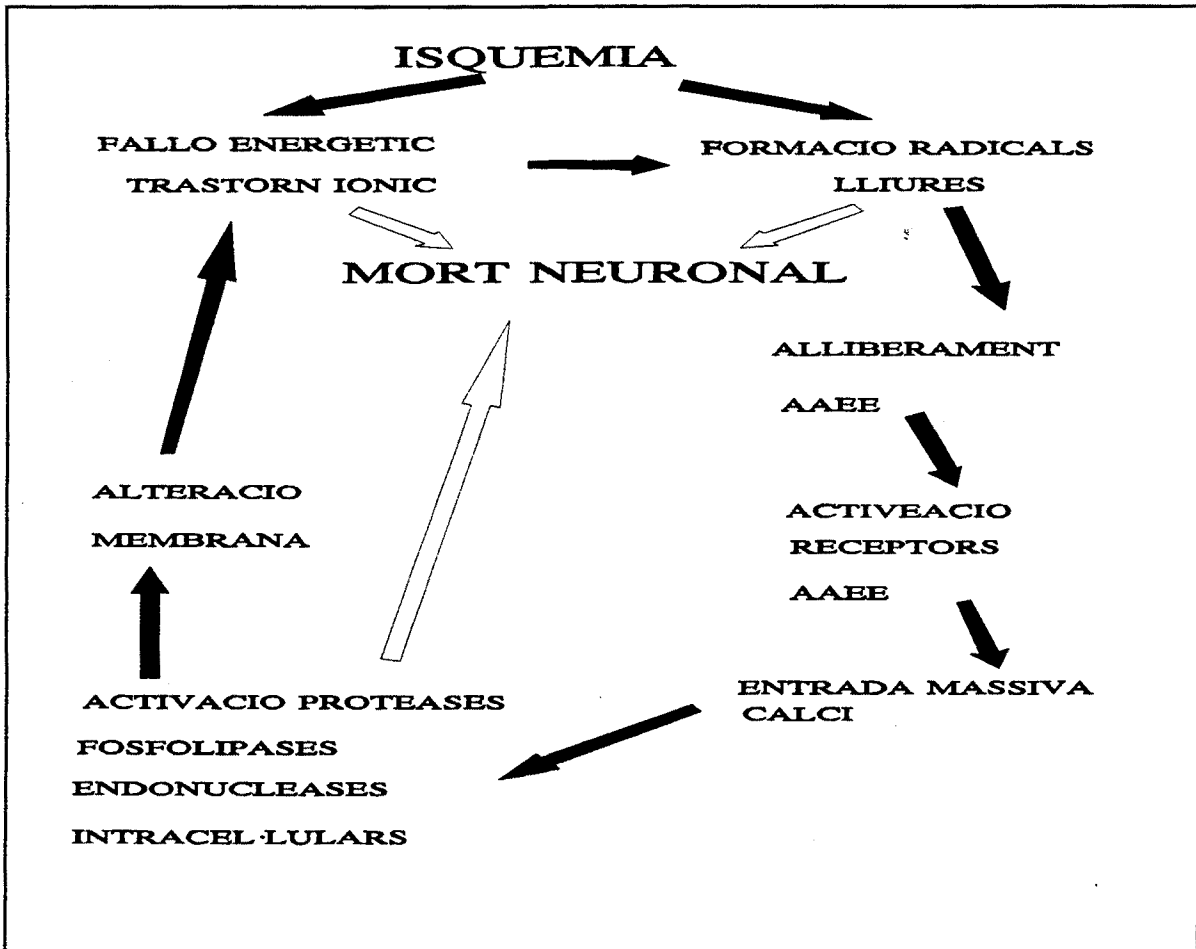 ISQUEMIA
FALLO ENERGETIC
TRASTORN IONIC
FORMACIO RADICALS
LLIURES
MORT NEURONAL
ALLIBERAMENT
AAEE
ACTIVEACIO
RECEPTORS
AAEE
ENTRADA MASSIVA
CALCI
ACTIVACIO PROTEASES
FOSFOLIPASES
ENDONUCLEASES
INTRACEL·LULARS
ALTERACIO
MEMBRANA